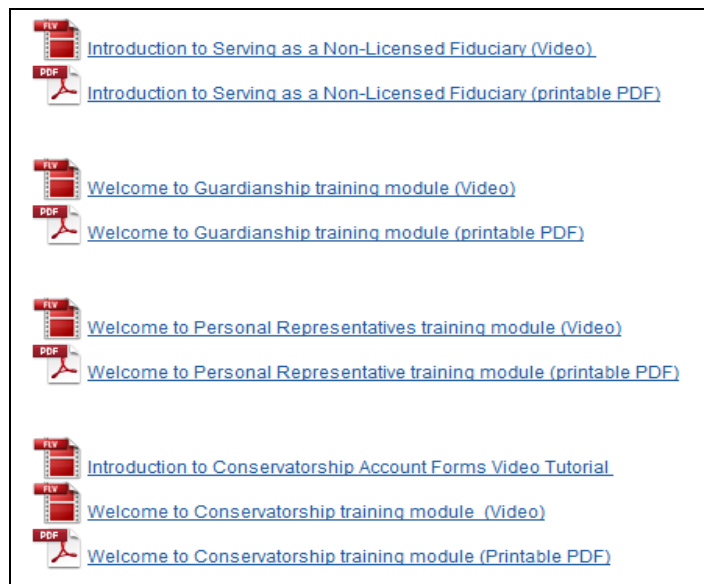 FLV
Introduction to Serving as a Non-Licensed Fiduciary (Video)
PDF
Introduction to Serving as a Non-Licensed Fiduciary (printable PDF)
FLV
Welcome to Guardianship training module (Video)
PDF
Welcome to Guardianship training module (printable PDF)
FLV
Welcome to Personal Representatives training module (Video)
PDF
Welcome to Personal Representative training module (printable PDF)
FLV
Introduction to Conservatorship Account Forms Video Tutorial
FLV
Welcome to Conservatorship training module  (Video)
PDF
Welcome to Conservatorship training module (Printable PDF)